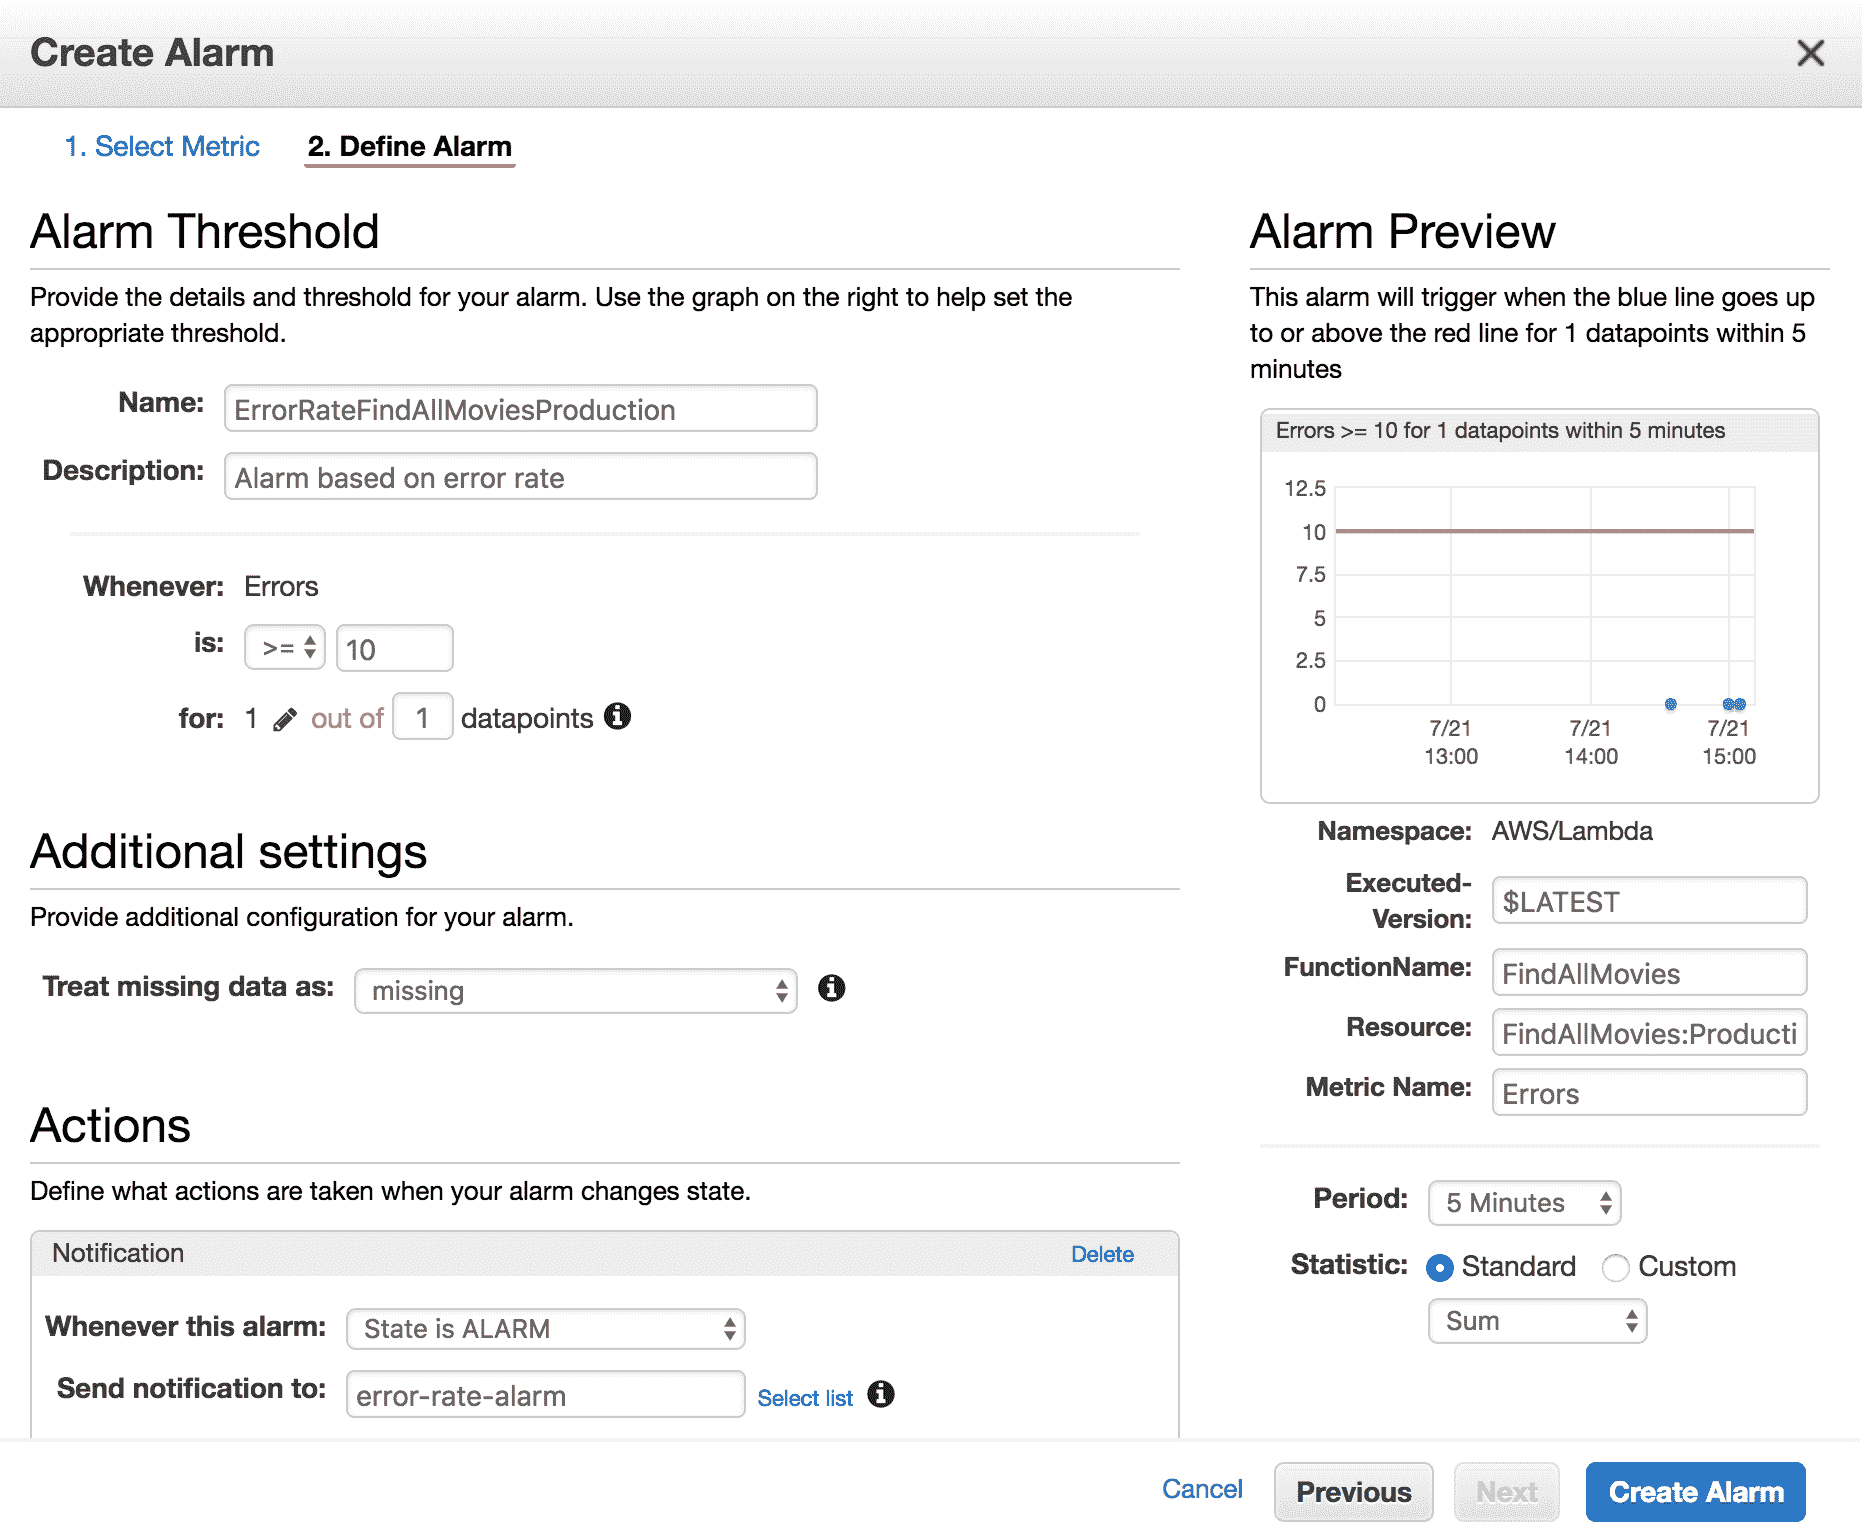 Create Alarm
1. Select Metric
2. Define Alarm
Alarm Threshold
Provide the details and threshold for your alarm. Use the graph on the right to help set the
appropriate threshold.
Name: ErrorRateFindAllMoviesProduction
Description: Alarm based on error rate
Whenever: Errors
is: >= 10
for: 1 out of 1 datapoints
Additional settings
Provide additional configuration for your alarm.
Treat missing data as: missing
Actions
Define what actions are taken when your alarm changes state.
Notification Delete
Whenever this alarm: State is ALARM
Send notification to: error-rate-alarm Select list
Alarm Preview
This alarm will trigger when the blue line goes up
to or above the red line for 1 datapoints within 5
minutes
Errors >= 10 for 1 datapoints within 5 minutes
12.5
10
7.5
5
2.5
0
7/21 7/21 7/21
13:00 14:00 15:00
Namespace: AWS/Lambda
Executed-
Version: $LATEST
FunctionName: FindAllMovies
Resource: FindAllMovies:Producti
Metric Name: Errors
Period: 5 Minutes
Statistic: Standard Custom
Sum
Cancel Previous Next Create Alarm